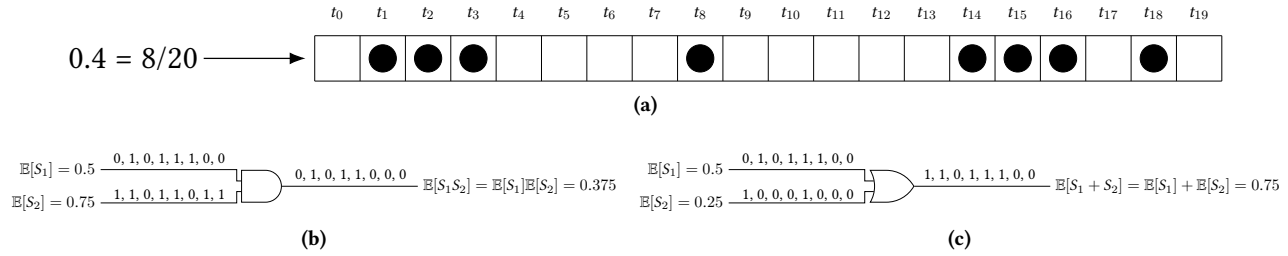 t0 t1 t2 t3 t4 t5 t6 t7 t8 t9 t10 t11 t12 t13 t14 t15 t16 t17 t18 t19
0.4 = 8/20
(a)
𝔼[S1] = 0.5 0, 1, 0, 1, 1, 1, 0, 0
0, 1, 0, 1, 1, 0, 0, 0 𝔼[S1S2] = 𝔼[S1]𝔼[S2] = 0.375
𝔼[S2] = 0.75 1, 1, 0, 1, 1, 0, 1, 1
(b)
𝔼[S1] = 0.5 0, 1, 0, 1, 1, 1, 0, 0
1, 1, 0, 1, 1, 1, 0, 0 𝔼[S1 + S2] = 𝔼[S1] + 𝔼[S2] = 0.75
𝔼[S2] = 0.25 1, 0, 0, 0, 1, 0, 0, 0
(c)